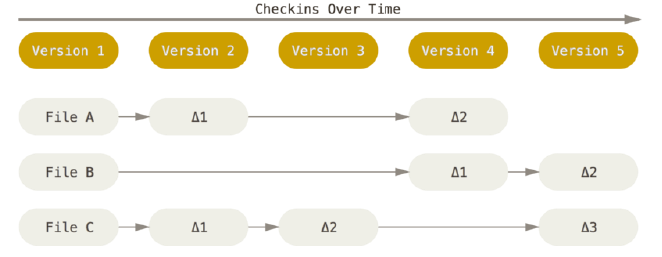 Checkins Over Time
Version 1 Version 2 Version 3 Version 4 Version 5
File A Δ1 Δ2
File B Δ1 Δ2
File C Δ1 Δ2 Δ3